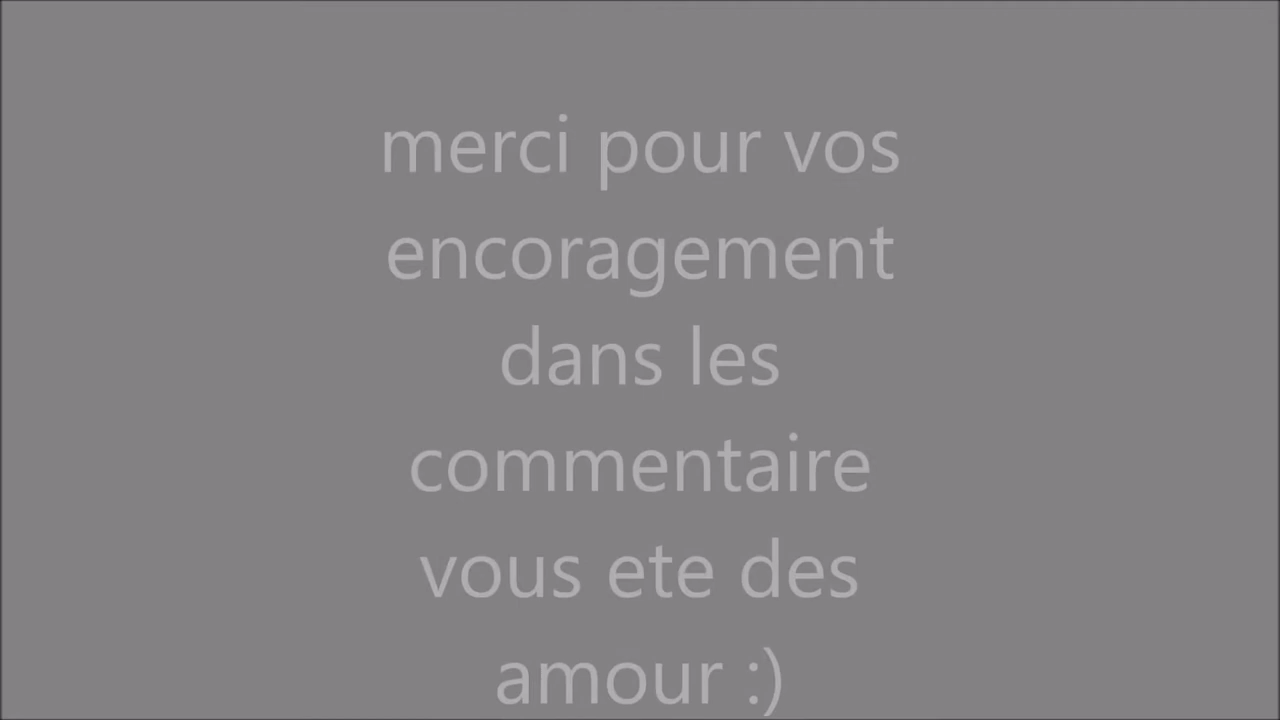 merci pour vos
encoragement
dans les
commentaire
vous ete des
amour :)